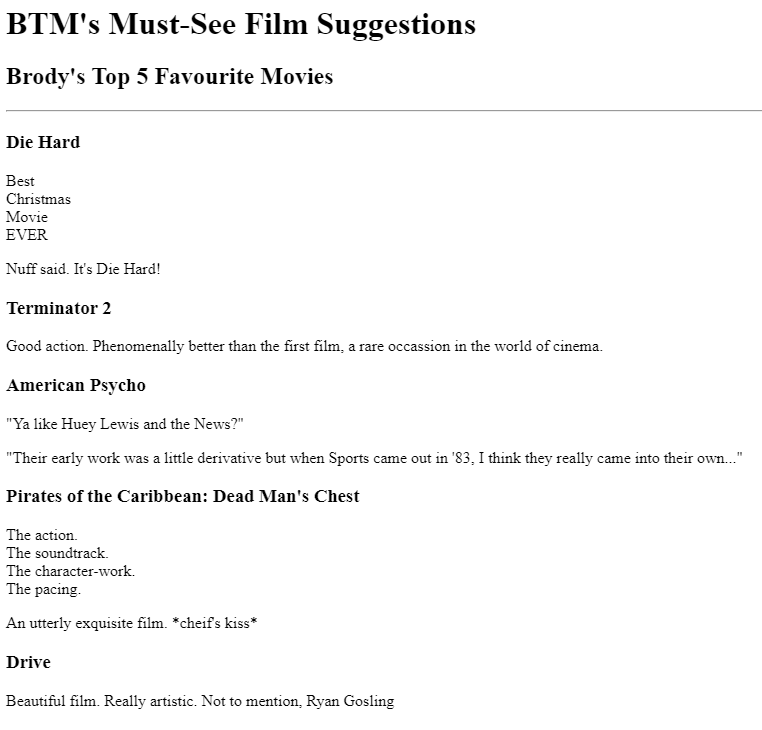 BTM's Must-See Film Suggestions
Brody's Top 5 Favourite Movies
Die Hard
Best
Christmas
Movie
EVER
Nuff said. It's Die Hard!
Terminator 2
Good action. Phenomenally better than the first film, a rare occassion in the world of cinema.
American Psycho
"Ya like Huey Lewis and the News?"
"Their early work was a little derivative but when Sports came out in '83, I think they really came into their own..."
Pirates of the Caribbean: Dead Man's Chest
The action.
The soundtrack.
The character-work.
The pacing.
An utterly exquisite film. *cheif's kiss*
Drive
Beautiful film. Really artistic. Not to mention, Ryan Gosling